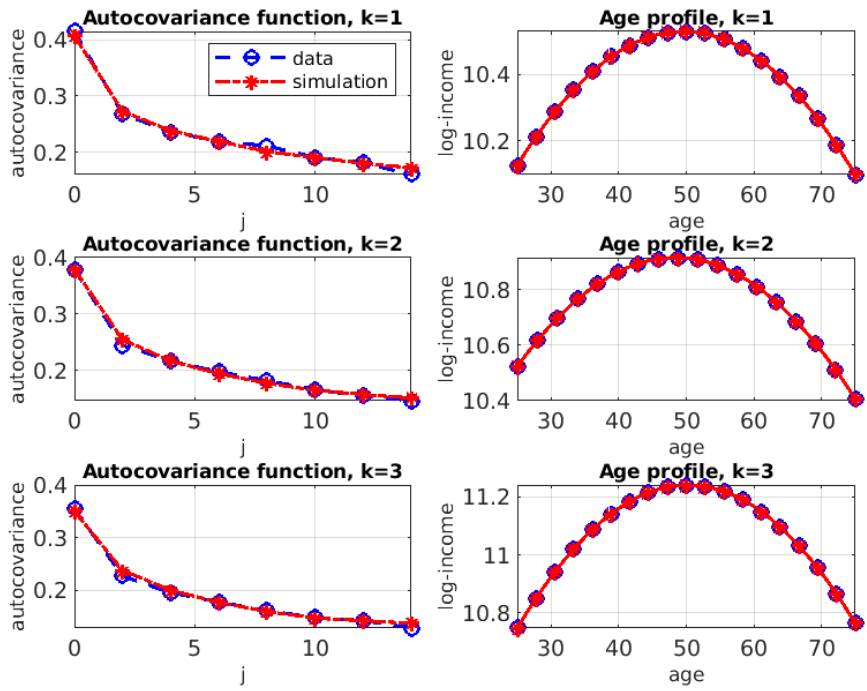 Autocovariance function, k=1
autocovariance
0.4
0.3
0.2
0
5
10
j
data
simulation
Age profile, k=1
log-income
10.4
10.2
30
40
50
60
70
age
Autocovariance function, k=2
autocovariance
0.4
0.3
0.2
0
5
10
j
Age profile, k=2
log-income
10.8
10.6
10.4
30
40
50
60
70
age
Autocovariance function, k=3
autocovariance
0.4
0.3
0.2
0
5
10
j
Age profile, k=3
log-income
11.2
11
10.8
30
40
50
60
70
age